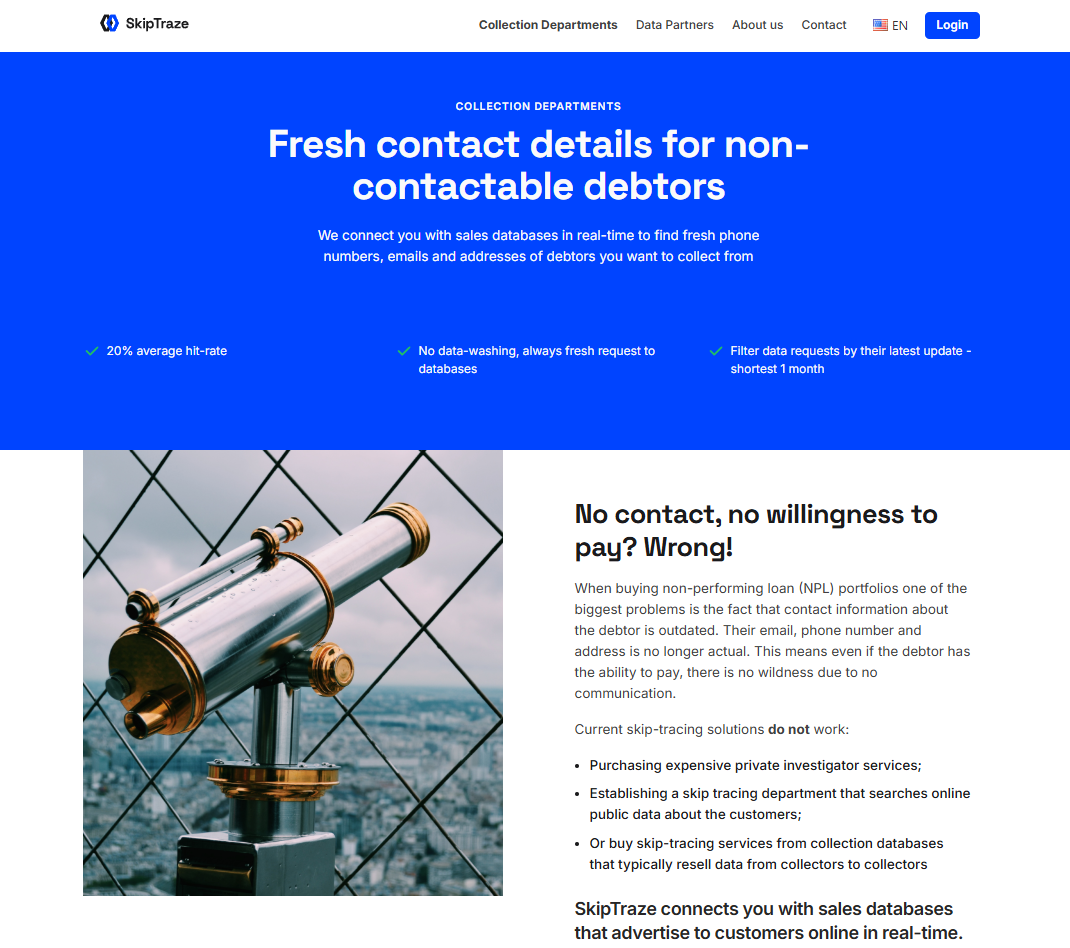 SkipTraze
Collection Departments
Data Partners
About us
Contact
EN
Login
COLLECTION DEPARTMENTS
Fresh contact details for non-
contactable debtors
We connect you with sales databases in real-time to find fresh phone
numbers, emails and addresses of debtors you want to collect from
20% average hit-rate
No data-washing, always fresh request to
databases
Filter data requests by their latest update -
shortest 1 month
No contact, no willingness to
pay? Wrong!
When buying non-performing loan (NPL) portfolios one of the
biggest problems is the fact that contact information about
the debtor is outdated. Their email, phone number and
address is no longer actual. This means even if the debtor has
the ability to pay, there is no wildness due to no
communication.
Current skip-tracing solutions do not work:
• Purchasing expensive private investigator services;
• Establishing a skip tracing department that searches online
public data about the customers;
• Or buy skip-tracing services from collection databases
that typically resell data from collectors to collectors
SkipTraze connects you with sales databases
that advertise to customers online in real-time.